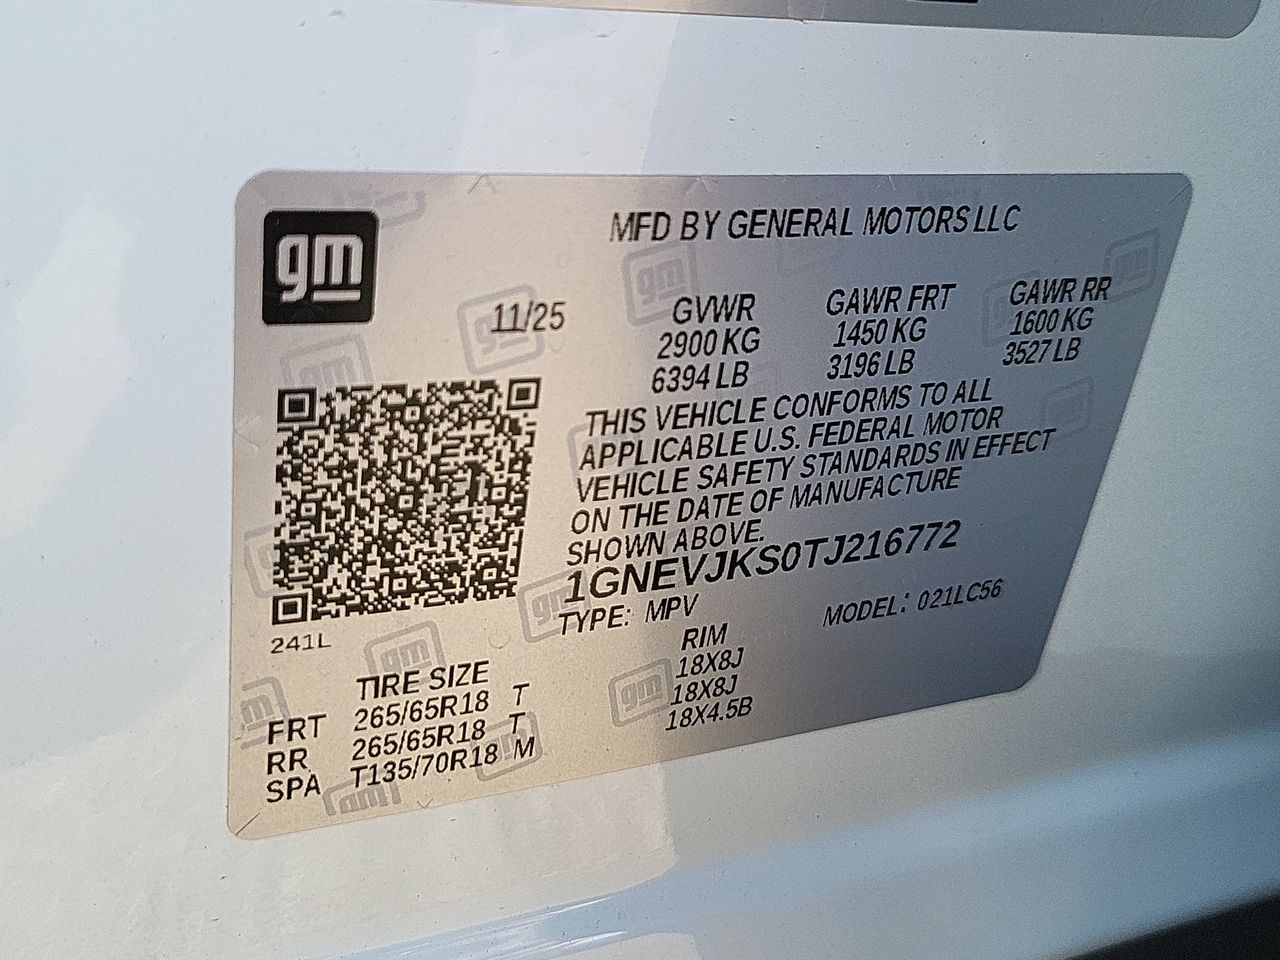 gm
MFD BY GENERAL MOTORS LLC
11/25
GVWR GAWR FRT GAWR RR
2900 KG 1450 KG 1600 KG
6394 LB 3196 LB 3527 LB
THIS VEHICLE CONFORMS TO ALL
APPLICABLE U.S. FEDERAL MOTOR
VEHICLE SAFETY STANDARDS IN EFFECT
ON THE DATE OF MANUFACTURE
SHOWN ABOVE.
1GNEVJKS0TJ216772
TYPE: MPV MODEL: 021LC56
241L
TIRE SIZE RIM
FRT 265/65R18 T 18X8J
RR 265/65R18 T 18X8J
SPA T135/70R18 M 18X4.5B